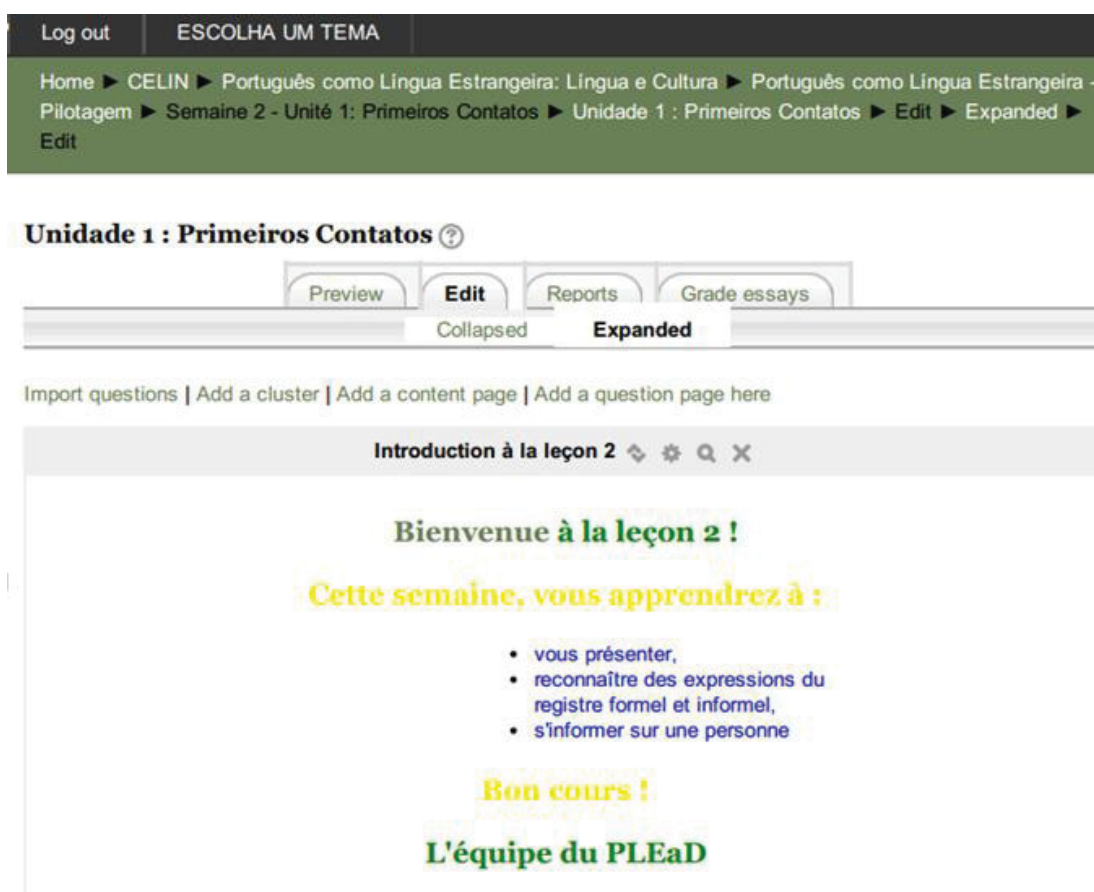 Log out ESCOLHA UM TEMA
Home ► CELIN ► Português como Língua Estrangeira: Língua e Cultura ► Português como Língua Estrangeira -
Pilotagem ► Semaine 2 - Unité 1: Primeiros Contatos ► Unidade 1 : Primeiros Contatos ► Edit ► Expanded ►
Edit
Unidade 1 : Primeiros Contatos ?
Preview Edit Reports Grade essays
Collapsed Expanded
Import questions | Add a cluster | Add a content page | Add a question page here
Introduction à la leçon 2
Bienvenue à la leçon 2 !
Cette semaine, vous apprendrez à :
• vous présenter,
• reconnaître des expressions du
registre formel et informel,
• s'informer sur une personne
Bon cours !
L'équipe du PLEaD